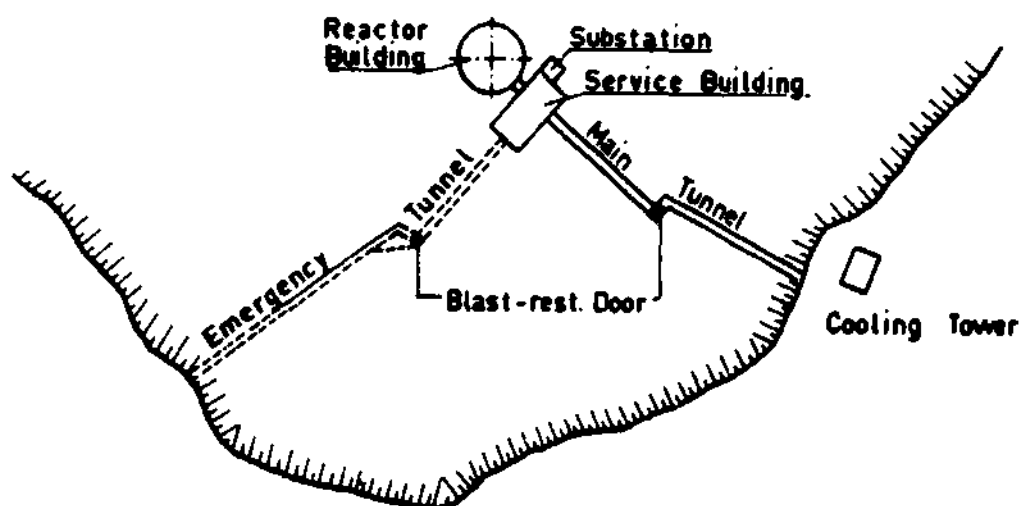 Reactor
Building
Substation
Service Building.
Main
Tunnel
Tunnel
Emergency
Blast-rest. Door
Cooling Tower